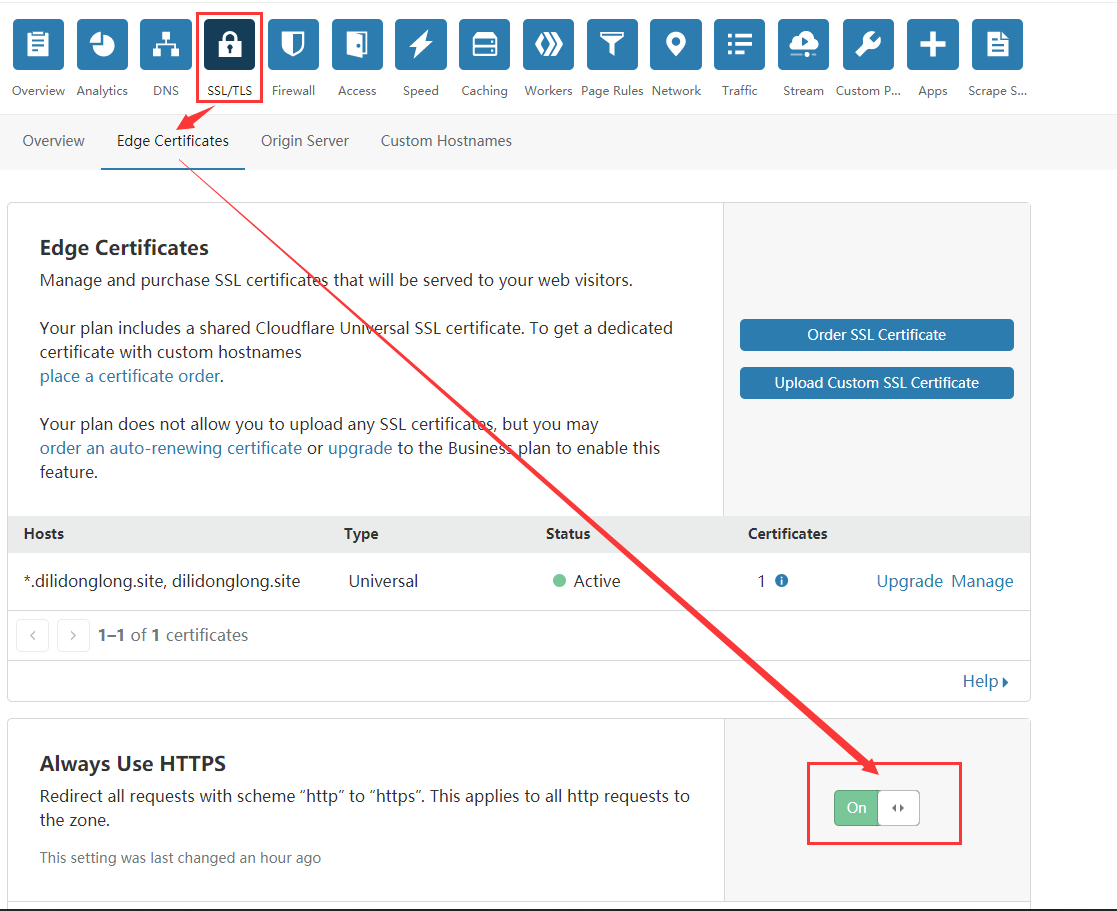 Overview Analytics DNS SSL/TLS Firewall Access Speed Caching Workers Page Rules Network Traffic Stream Custom P... Apps Scrape S...
Overview Edge Certificates Origin Server Custom Hostnames
Edge Certificates
Manage and purchase SSL certificates that will be served to your web visitors.
Your plan includes a shared Cloudflare Universal SSL certificate. To get a dedicated
certificate with custom hostnames
place a certificate order.
Your plan does not allow you to upload any SSL certificates, but you may
order an auto-renewing certificate or upgrade to the Business plan to enable this
feature.
Order SSL Certificate
Upload Custom SSL Certificate
Hosts Type Status Certificates
*.dilidonglong.site, dilidonglong.site Universal Active 1 Upgrade Manage
1–1 of 1 certificates
Help
Always Use HTTPS
Redirect all requests with scheme “http” to “https”. This applies to all http requests to
the zone.
This setting was last changed an hour ago
On